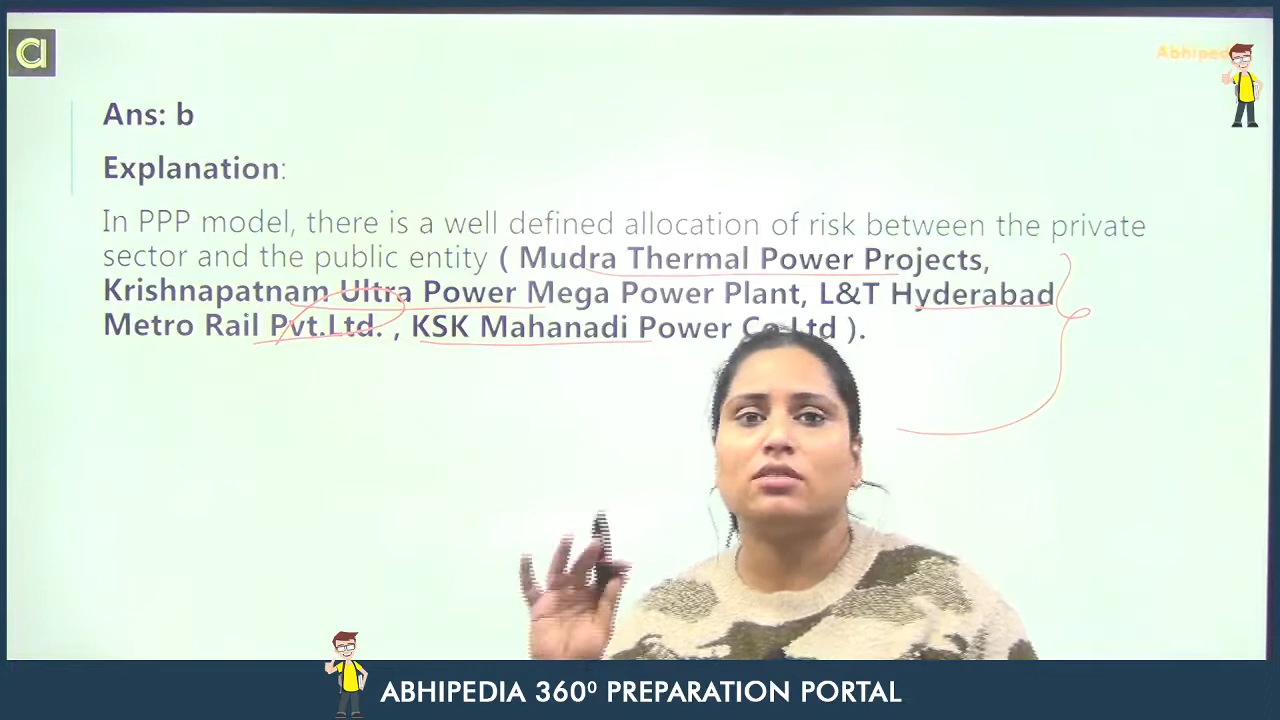 Abhiped
Ans: b
Explanation:
In PPP model, there is a well defined allocation of risk between the private
sector and the public entity ( Mudra Thermal Power Projects,
Krishnapatnam Ultra Power Mega Power Plant, L&T Hyderabad
Metro Rail Pvt.Ltd. , KSK Mahanadi Power Co Ltd ).
ABHIPEDIA 360⁰ PREPARATION PORTAL